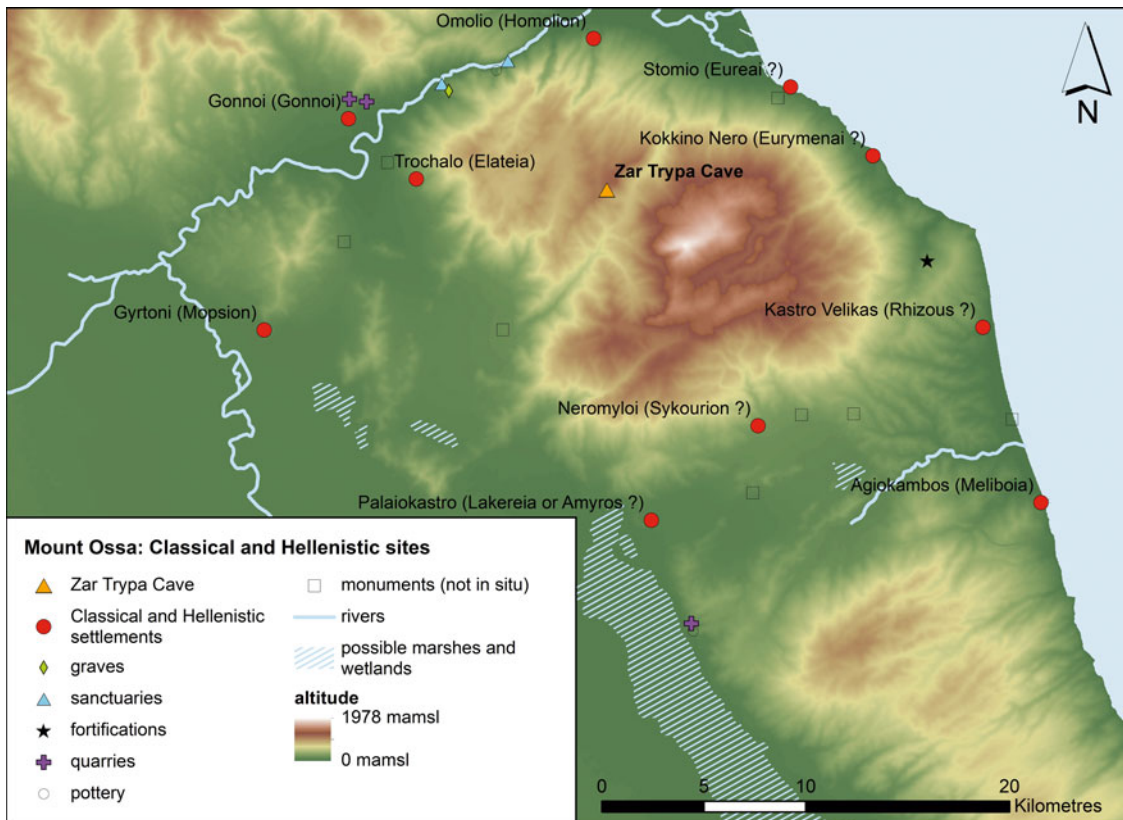 Omolio (Homolion)
N
Stomio (Eureai ?)
Gonnoi (Gonnoi)
Kokkino Nero (Eurymenai ?)
Trochalo (Elateia)
Zar Trypa Cave
Gyrtoni (Mopsion)
Kastro Velikas (Rhizous ?)
Neromyloi (Sykourion ?)
Agiokambos (Meliboia)
Palaiokastro (Lakereia or Amyros ?)
Mount Ossa: Classical and Hellenistic sites
Zar Trypa Cave
Classical and Hellenistic
settlements
graves
sanctuaries
fortifications
quarries
pottery
monuments (not in situ)
rivers
possible marshes and
wetlands
altitude
1978 mamsl
0 mamsl
0 5 10 20
Kilometres